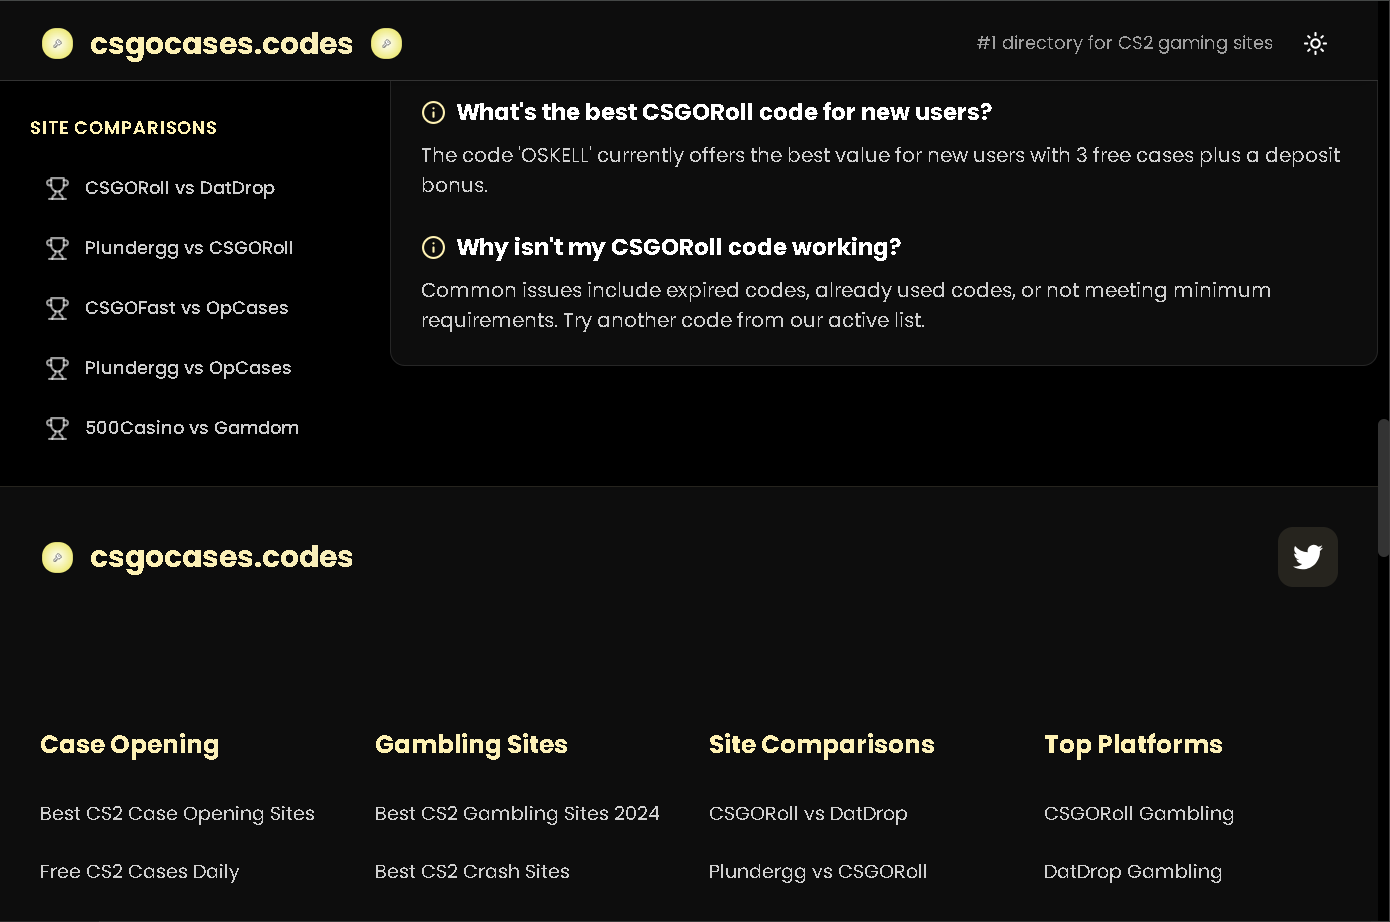 csgocases.codes
#1 directory for CS2 gaming sites
SITE COMPARISONS
CSGORoll vs DatDrop
Plundergg vs CSGORoll
CSGOFast vs OpCases
Plundergg vs OpCases
500Casino vs Gamdom
What's the best CSGORoll code for new users?
The code 'OSKELL' currently offers the best value for new users with 3 free cases plus a deposit
bonus.
Why isn't my CSGORoll code working?
Common issues include expired codes, already used codes, or not meeting minimum
requirements. Try another code from our active list.
csgocases.codes
Case Opening
Best CS2 Case Opening Sites
Free CS2 Cases Daily
Gambling Sites
Best CS2 Gambling Sites 2024
Best CS2 Crash Sites
Site Comparisons
CSGORoll vs DatDrop
Plundergg vs CSGORoll
Top Platforms
CSGORoll Gambling
DatDrop Gambling